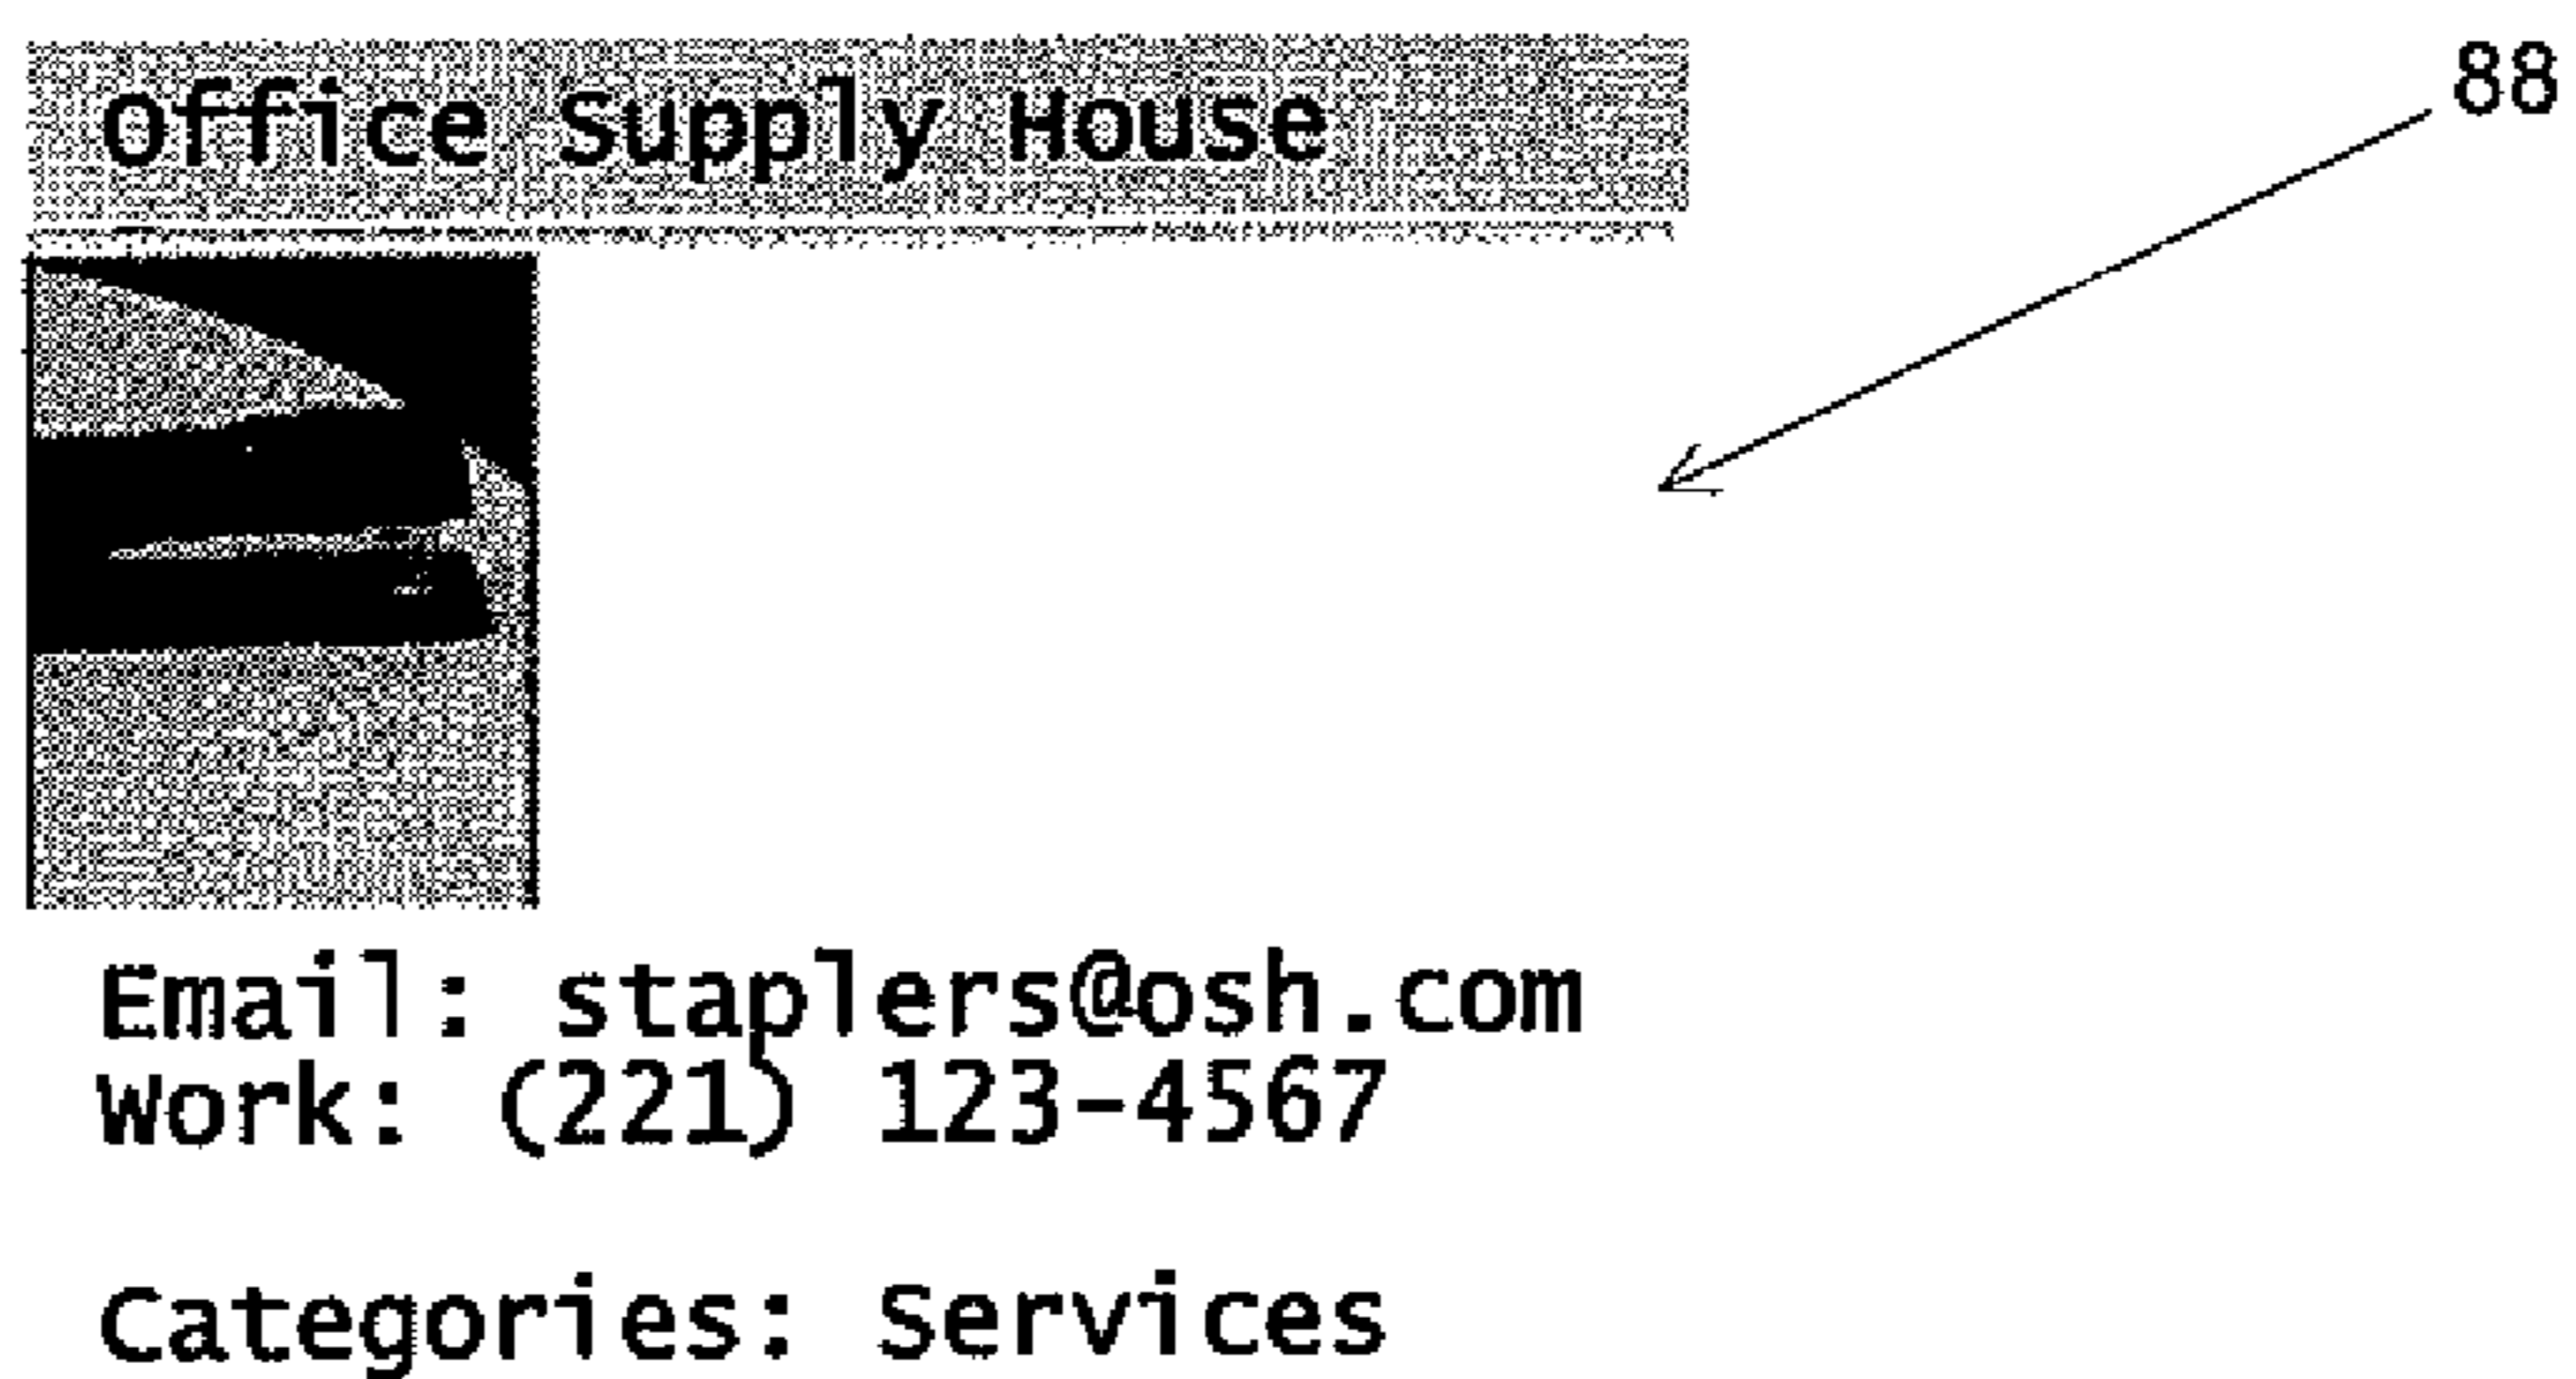 Office Supply House
88
Email: staplers@osh.com
Work: (221) 123-4567
Categories: Services